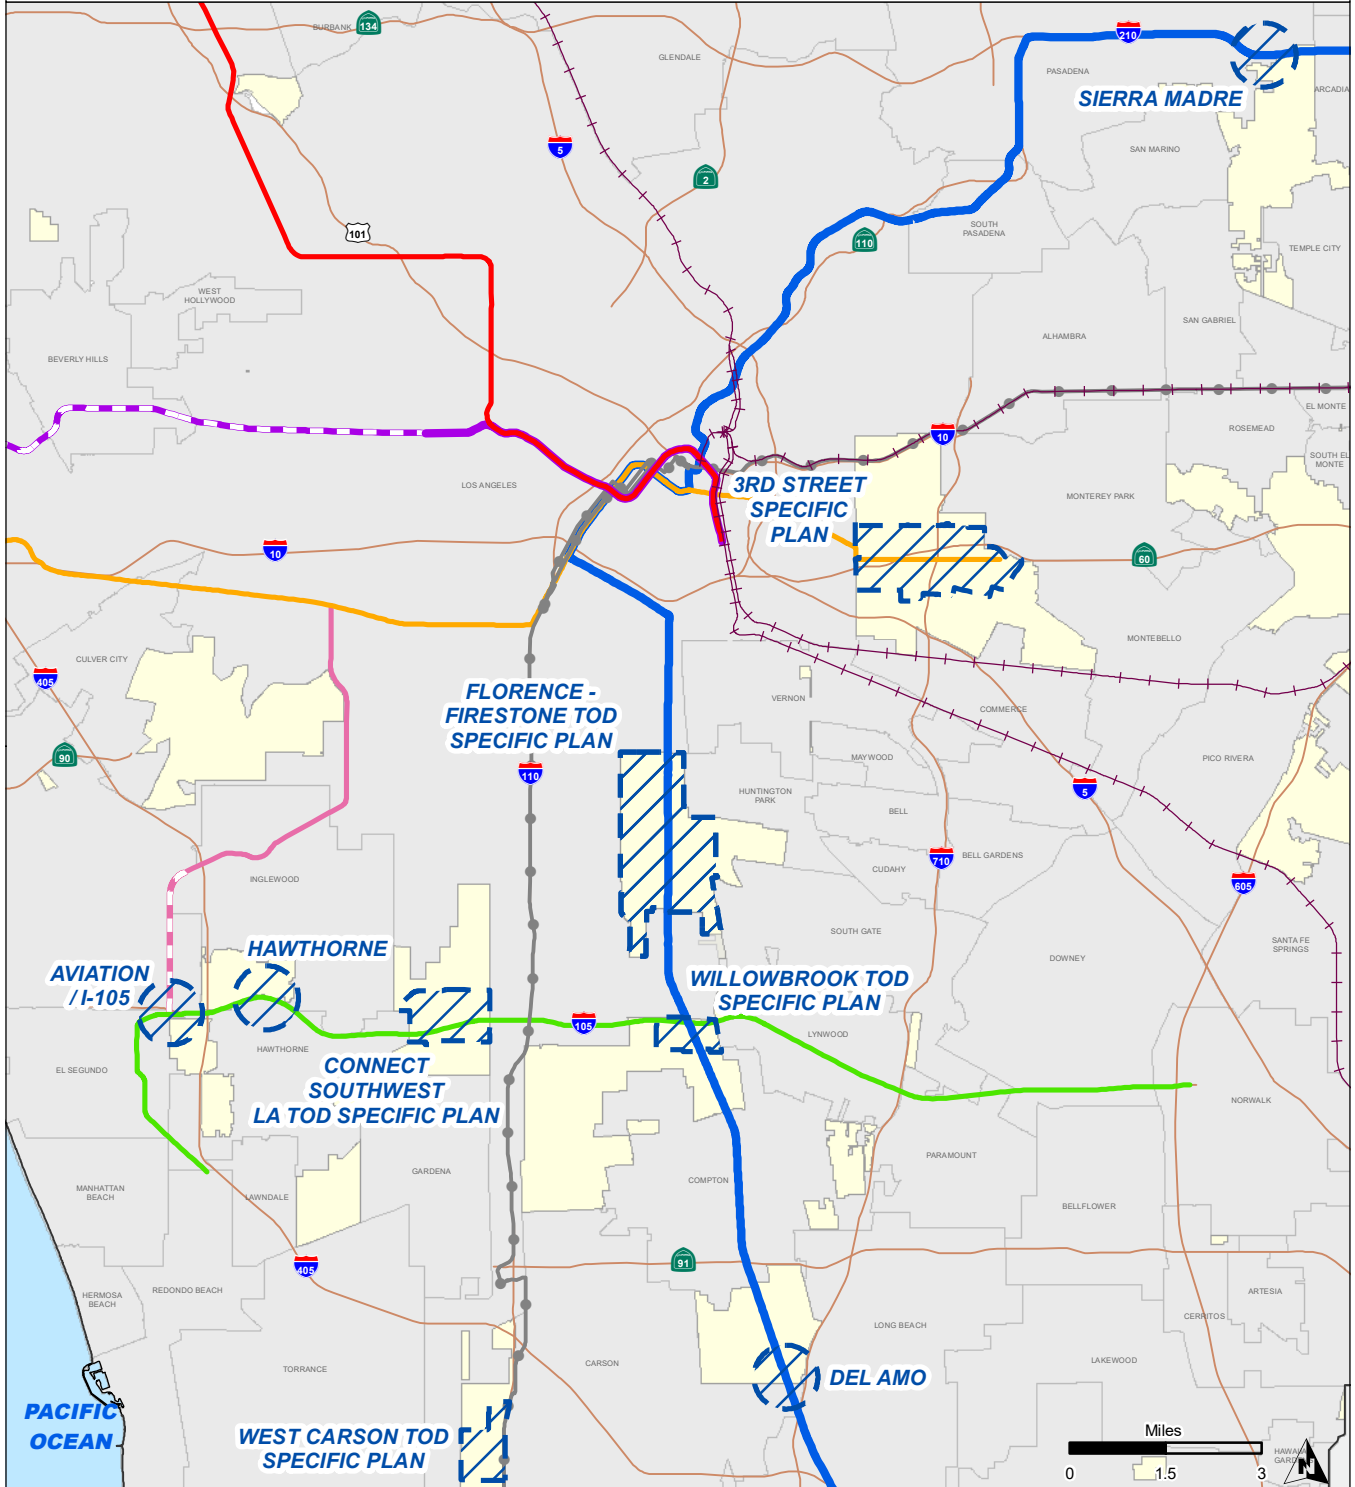 BURBANK
134
GLENDALE
210
PASADENA
ARCADIA
SIERRA MADRE
5
SAN MARINO
2
101
110
SOUTH
PASADENA
TEMPLE CITY
WEST
HOLLYWOOD
SAN GABRIEL
ALHAMBRA
BEVERLY HILLS
EL MONTE
10
ROSEMEAD
SOUTH EL
MONTE
LOS ANGELES
3RD STREET
SPECIFIC
PLAN
MONTEREY PARK
10
60
MONTEBELLO
CULVER CITY
405
FLORENCE -
FIRESTONE TOD
SPECIFIC PLAN
VERNON
COMMERCE
90
110
MAYWOOD
PICO RIVERA
HUNTINGTON
PARK
5
BELL
710
BELL GARDENS
CUDAHY
INGLEWOOD
605
SOUTH GATE
SANTA FE
SPRINGS
HAWTHORNE
DOWNEY
AVIATION
/ I-105
WILLOWBROOK TOD
SPECIFIC PLAN
105
LYNWOOD
HAWTHORNE
EL SEGUNDO
CONNECT
SOUTHWEST
LA TOD SPECIFIC PLAN
NORWALK
PARAMOUNT
GARDENA
COMPTON
MANHATTAN
BEACH
LAWNDALE
BELLFLOWER
91
405
REDONDO BEACH
HERMOSA
BEACH
ARTESIA
CERRITOS
LONG BEACH
CARSON
LAKEWOOD
TORRANCE
DEL AMO
PACIFIC
OCEAN
WEST CARSON TOD
SPECIFIC PLAN
Miles
0
1.5
3
HAWAIIAN
GARDENS
N